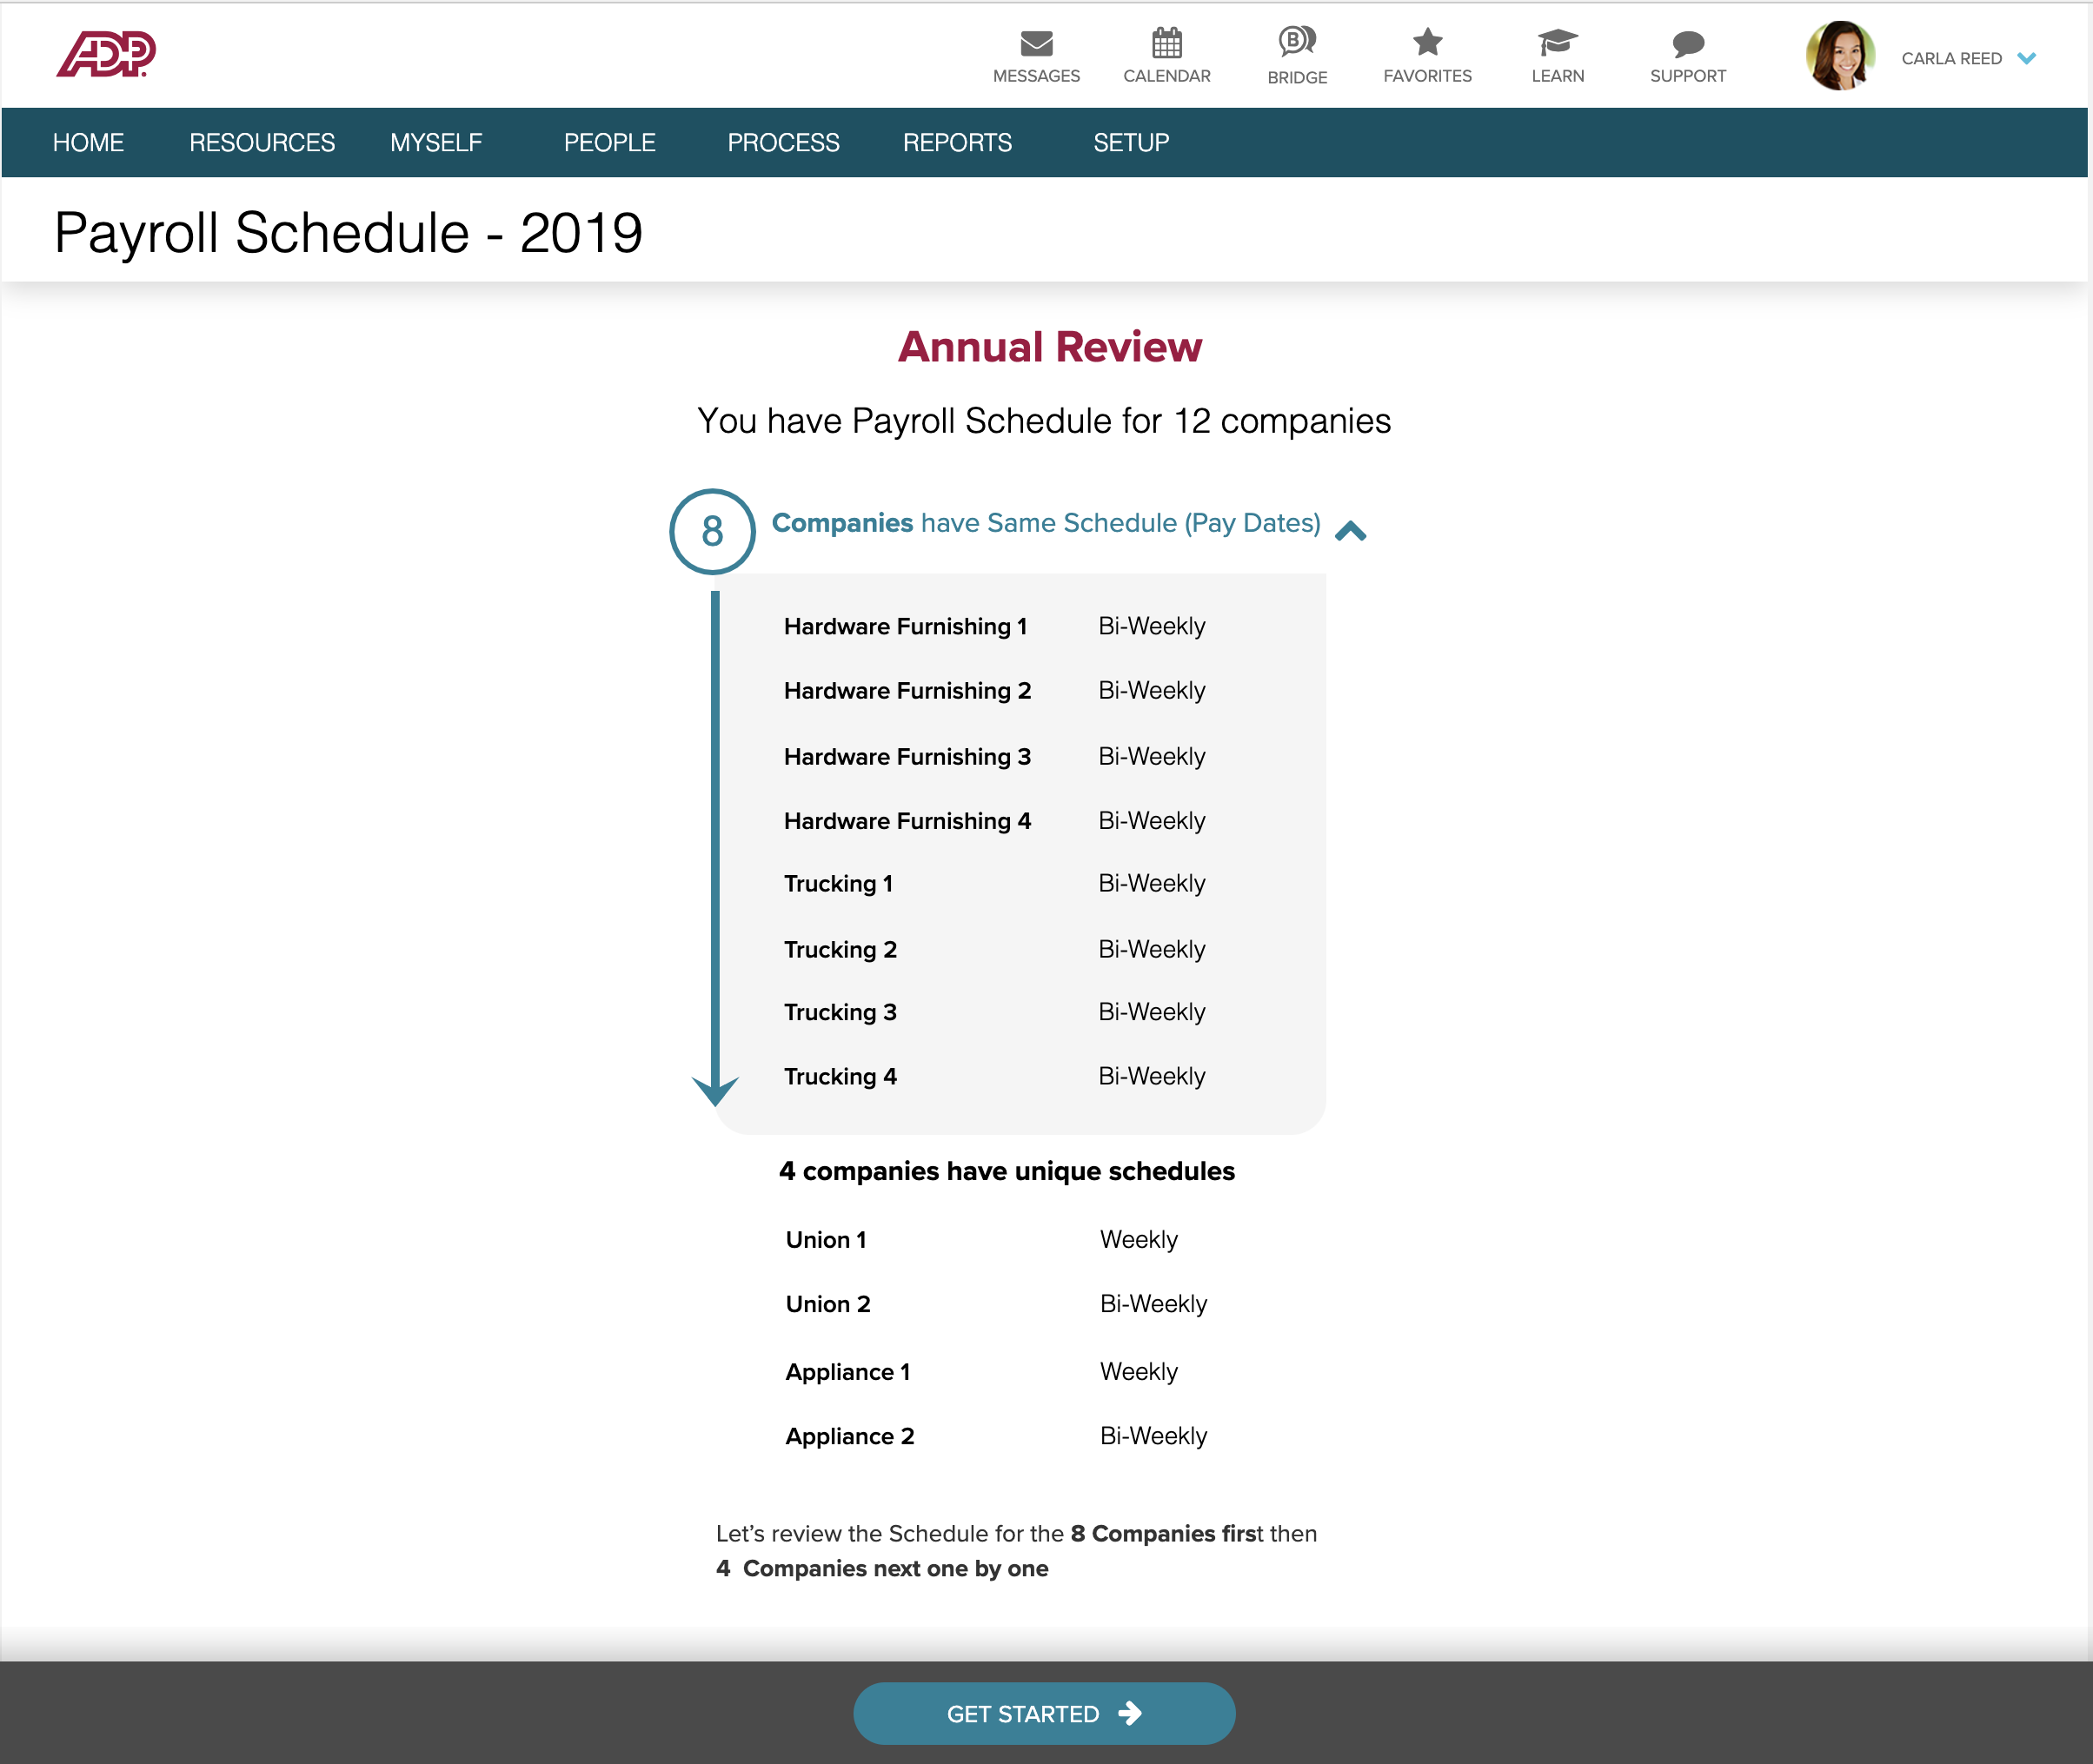 ADP
MESSAGES
CALENDAR
B
BRIDGE
FAVORITES
LEARN
SUPPORT
CARLA REED
HOME RESOURCES MYSELF PEOPLE PROCESS REPORTS SETUP
Payroll Schedule - 2019
Annual Review
You have Payroll Schedule for 12 companies
8 Companies have Same Schedule (Pay Dates)
Hardware Furnishing 1 Bi-Weekly
Hardware Furnishing 2 Bi-Weekly
Hardware Furnishing 3 Bi-Weekly
Hardware Furnishing 4 Bi-Weekly
Trucking 1 Bi-Weekly
Trucking 2 Bi-Weekly
Trucking 3 Bi-Weekly
Trucking 4 Bi-Weekly
4 companies have unique schedules
Union 1 Weekly
Union 2 Bi-Weekly
Appliance 1 Weekly
Appliance 2 Bi-Weekly
Let’s review the Schedule for the 8 Companies first then
4 Companies next one by one
GET STARTED